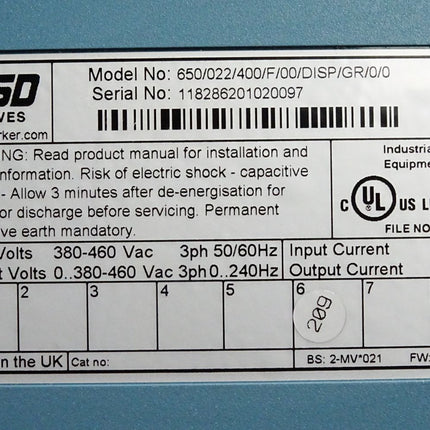 SSD
VES
rker.com
Model No: 650/022/400/F/00/DISP/GR/0/0
Serial No: 118286201020097
NG: Read product manual for installation and
information. Risk of electric shock - capacitive
- Allow 3 minutes after de-energisation for
or discharge before servicing. Permanent
ve earth mandatory.
Industria
Equipme
C UL US LI
FILE NO
Volts 380-460 Vac 3ph 50/60Hz Input Current
t Volts 0..380-460 Vac 3ph 0..240Hz Output Current
2 3 4 5 6 7
209
in the UK Cat no: BS: 2-MV*021 FW: